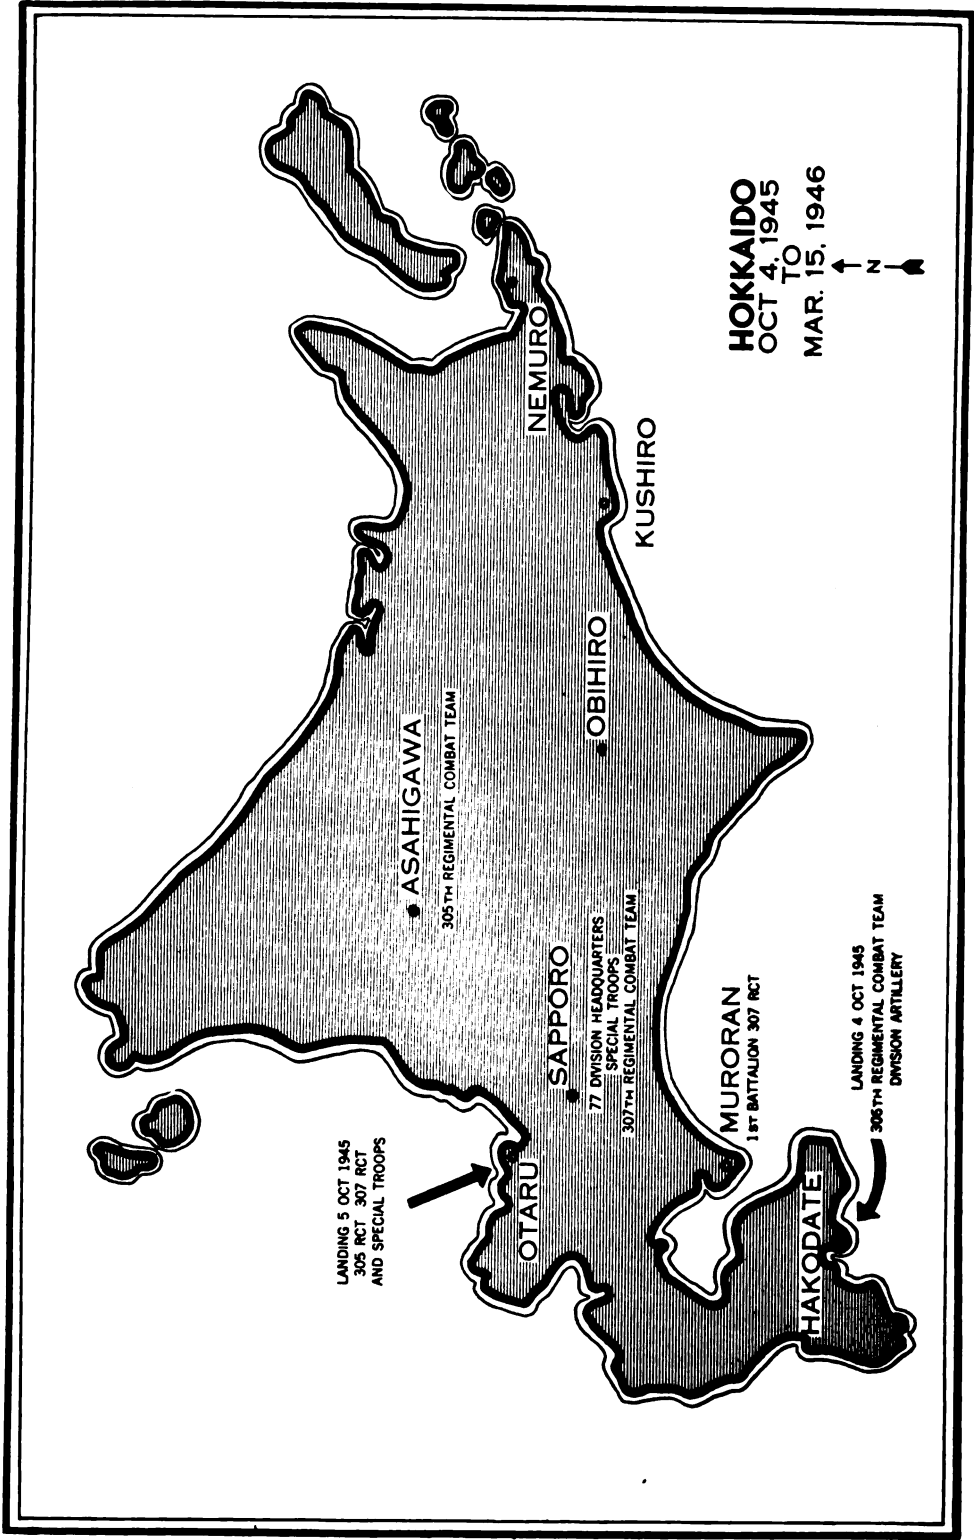 HOKKAIDO
OCT 4, 1945
TO
MAR. 15, 1946
N
NEMURO
KUSHIRO
OBIHIRO
ASAHIGAWA
305TH REGIMENTAL COMBAT TEAM
SAPPORO
77 DIVISION HEADQUARTERS
SPECIAL TROOPS
307TH REGIMENTAL COMBAT TEAM
MURORAN
1ST BATTALION 307 RCT
LANDING 5 OCT 1945
305 RCT 307 RCT
AND SPECIAL TROOPS
OTARU
HAKODATE
LANDING 4 OCT 1945
306TH REGIMENTAL COMBAT TEAM
DIVISION ARTILLERY